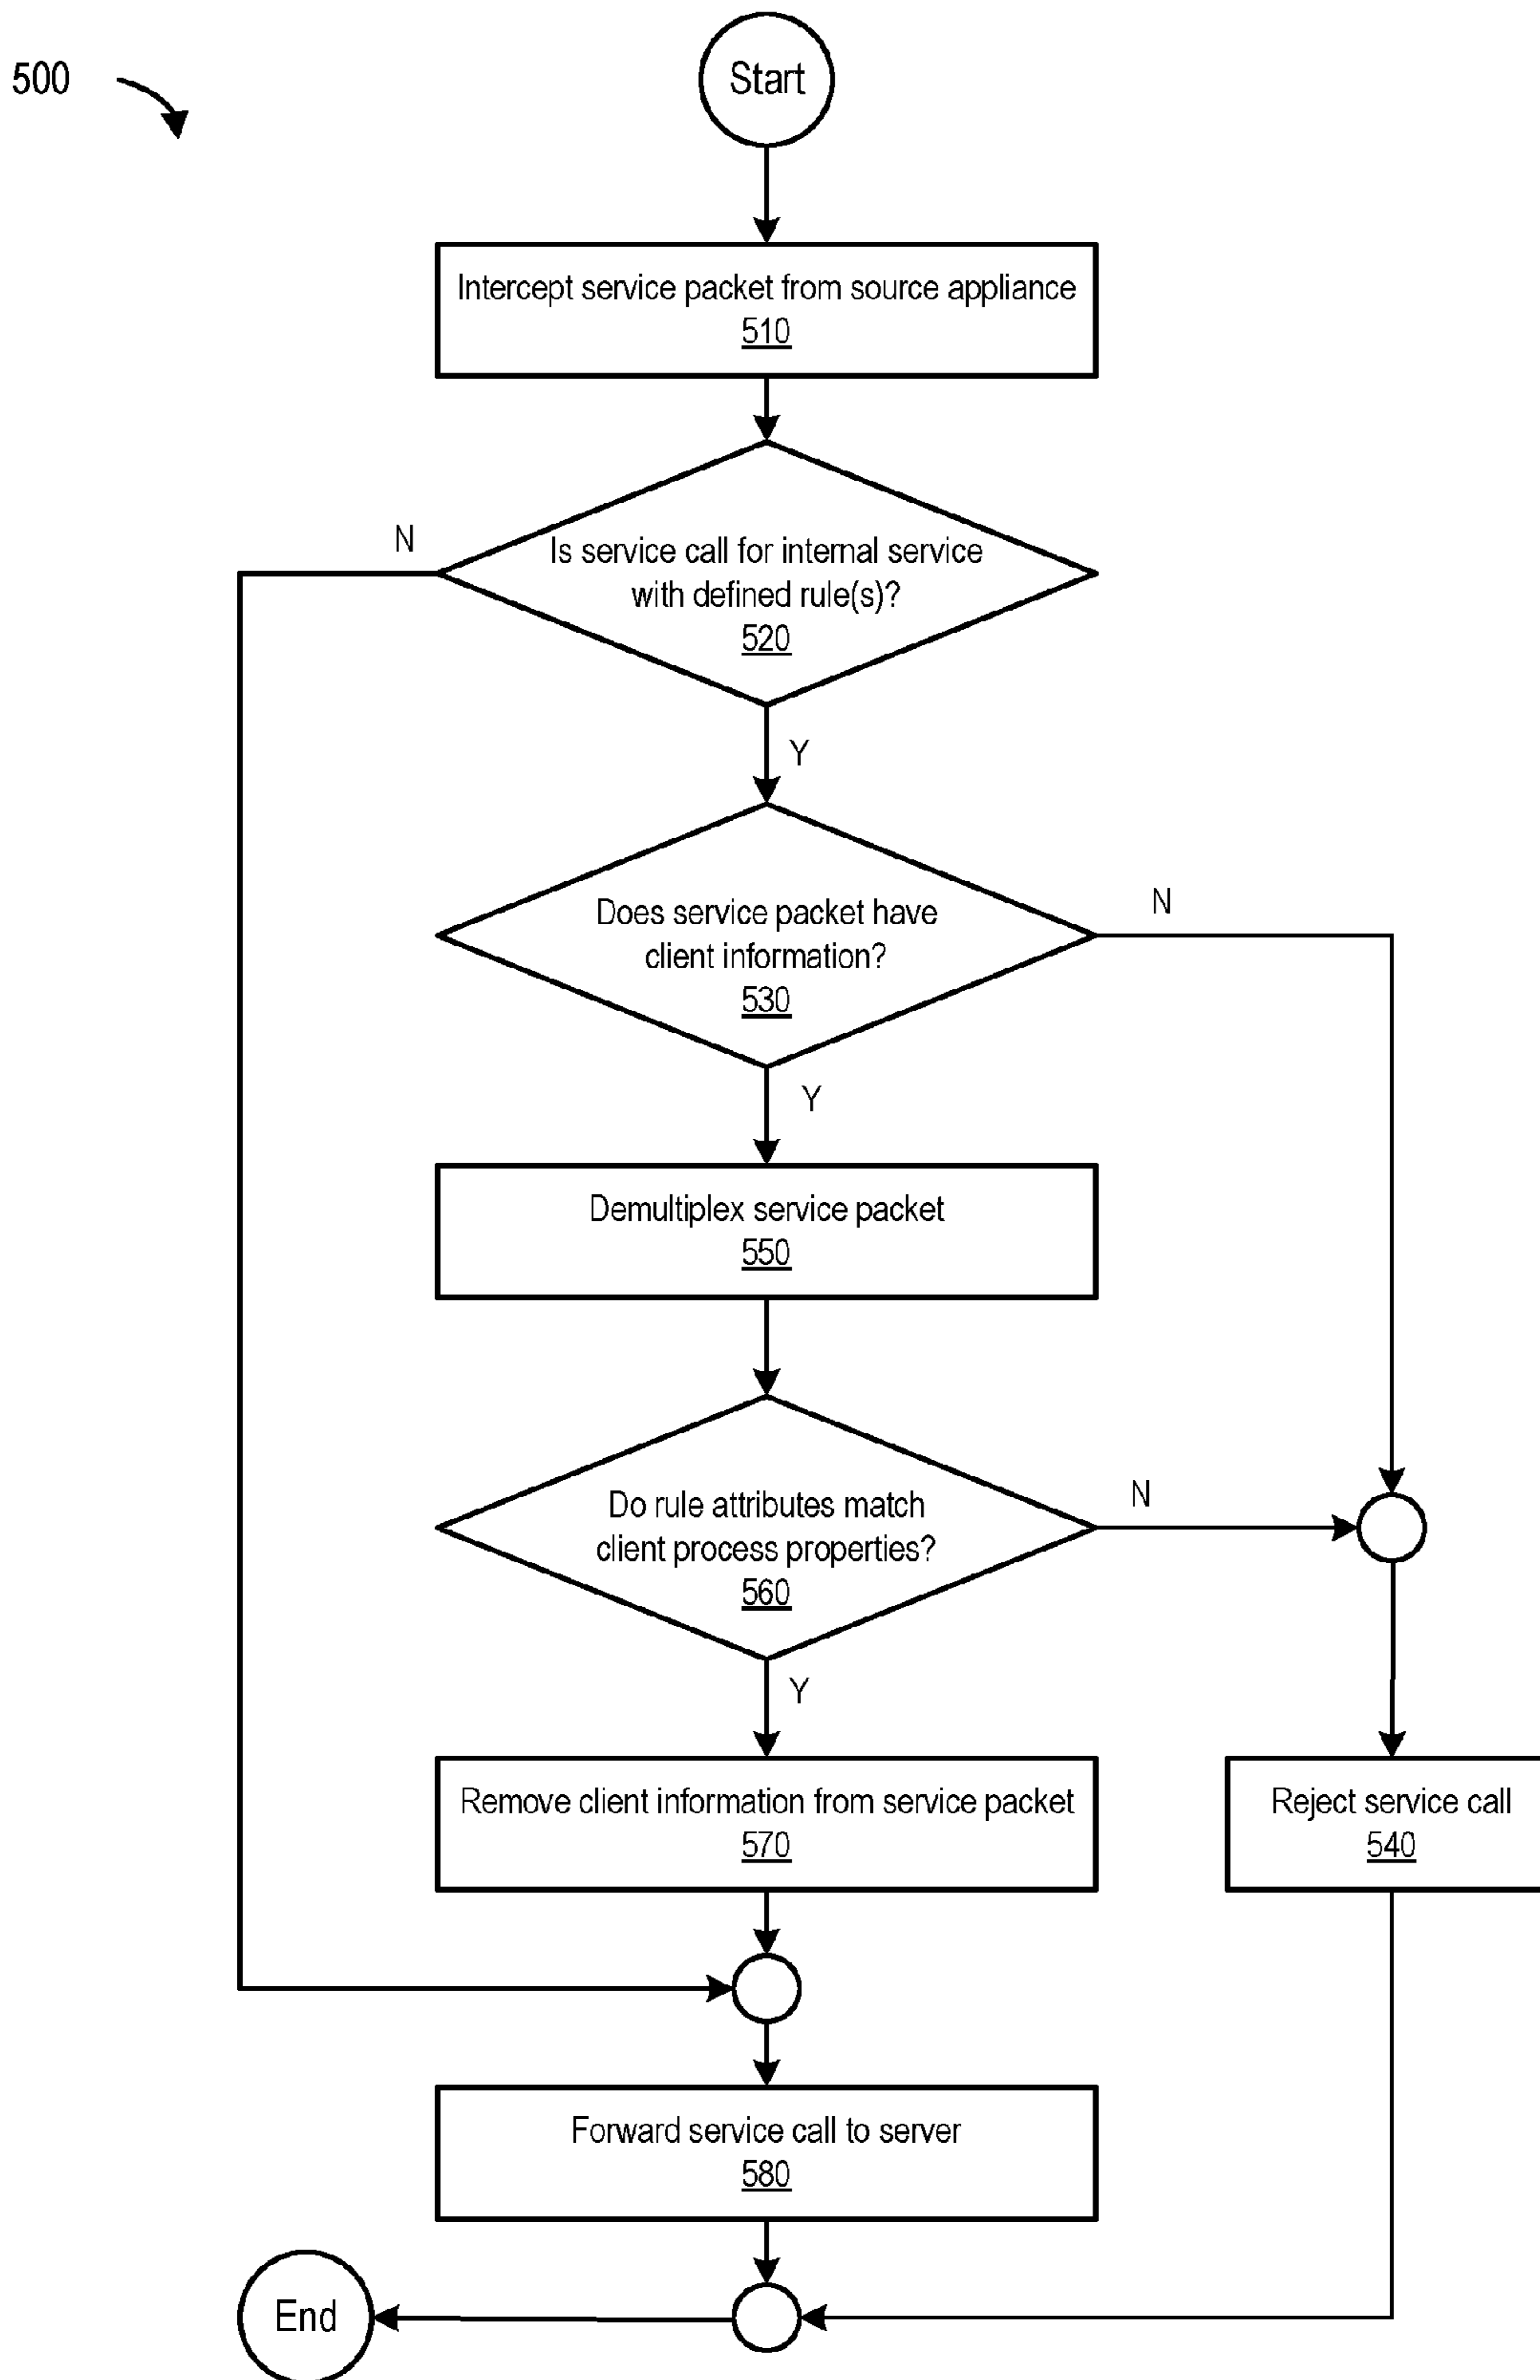 500
Start
Intercept service packet from source appliance
510
N
Is service call for internal service
with defined rule(s)?
520
Y
N
Does service packet have
client information?
530
Y
Demultiplex service packet
550
N
Do rule attributes match
client process properties?
560
Y
Remove client information from service packet
570
Reject service call
540
Forward service call to server
580
End